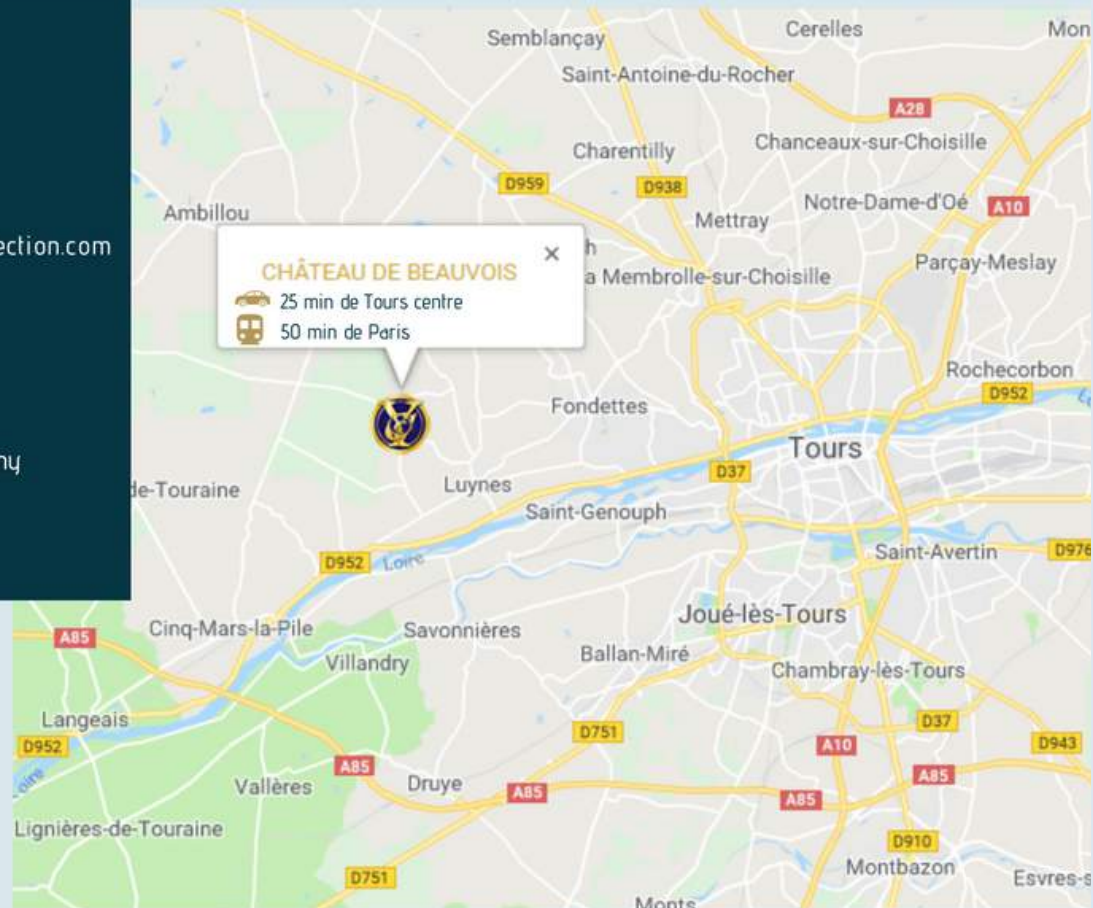 Semblançay
Cerelles
Mon
Saint-Antoine-du-Rocher
A28
Chanceaux-sur-Choisille
Charentilly
D959
D938
Notre-Dame-d'Oé
A10
Ambillou
Mettray
ection.com
h
a Membrolle-sur-Choisille
Parçay-Meslay
×
CHÂTEAU DE BEAUVOIS
25 min de Tours centre
50 min de Paris
Rochecorbon
D952
Fondettes
Tours
ny
D37
de-Touraine
Luynes
Saint-Genouph
D952
Loire
Saint-Avertin
D976
A85
Cinq-Mars-la-Pile
Savonnières
Joué-lès-Tours
Villandry
Ballan-Miré
Chambray-lès-Tours
Langeais
D952
D751
A10
D37
D943
oire
Vallères
A85
Druye
A85
A85
A85
Lignières-de-Touraine
D910
D751
Montbazon
Esvres-s
Monts